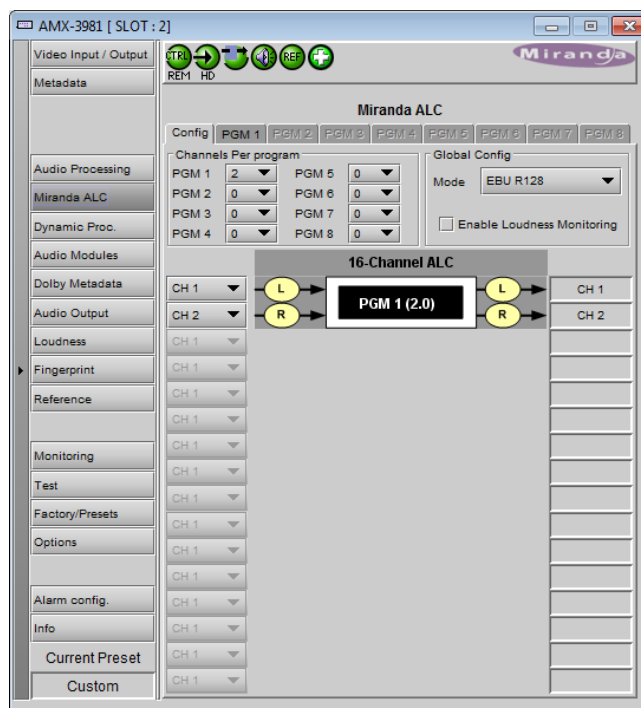 AMX-3981 [ SLOT : 2]
Video Input / Output
Metadata
Audio Processing
Miranda ALC
Dynamic Proc.
Audio Modules
Dolby Metadata
Audio Output
Loudness
Fingerprint
Reference
Monitoring
Test
Factory/Presets
Options
Alarm config.
Info
Current Preset
Custom
CTRL REF
REM HD
Miranda
Miranda ALC
Config PGM 1 PGM 2 PGM 3 PGM 4 PGM 5 PGM 6 PGM 7 PGM 8
Channels Per program
PGM 1 2 PGM 5 0
PGM 2 0 PGM 6 0
PGM 3 0 PGM 7 0
PGM 4 0 PGM 8 0
Global Config
Mode EBU R128
Enable Loudness Monitoring
16-Channel ALC
CH 1 L L CH 1
PGM 1 (2.0)
CH 2 R R CH 2
CH 1
CH 1
CH 1
CH 1
CH 1
CH 1
CH 1
CH 1
CH 1
CH 1
CH 1
CH 1
CH 1
CH 1